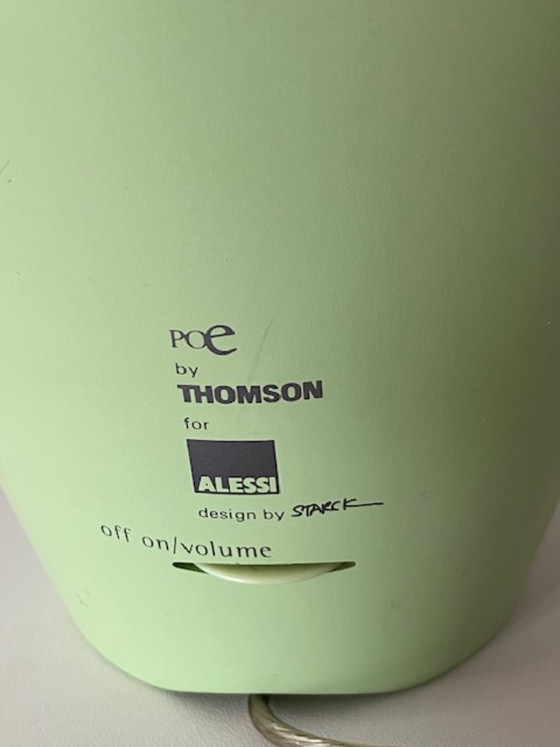 POe
by
THOMSON
for
ALESSI
design by STARCK
off on/volume